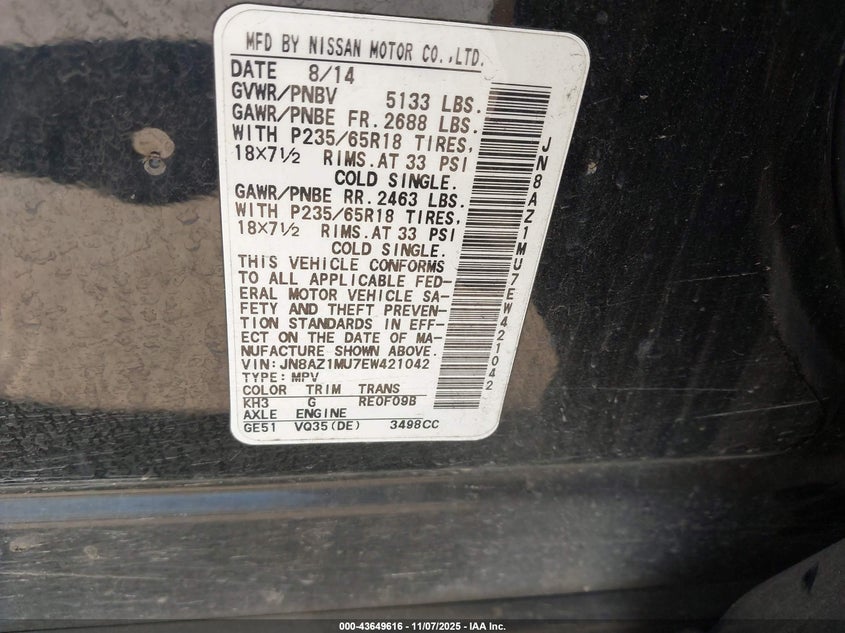 MFD BY NISSAN MOTOR CO.,LTD.
DATE 8/14
GVWR/PNBV 5133 LBS.
GAWR/PNBE FR. 2688 LBS.
WITH P235/65R18 TIRES,
18×7½ RIMS. AT 33 PSI
COLD SINGLE.
GAWR/PNBE RR. 2463 LBS.
WITH P235/65R18 TIRES,
18×7½ RIMS. AT 33 PSI
COLD SINGLE.
THIS VEHICLE CONFORMS
TO ALL APPLICABLE FED-
ERAL MOTOR VEHICLE SA-
FETY AND THEFT PREVEN-
TION STANDARDS IN EFF-
ECT ON THE DATE OF MA-
NUFACTURE SHOWN ABOVE.
VIN:JN8AZ1MU7EW421042
TYPE:MPV
COLOR TRIM TRANS
KH3 G RE0F09B
AXLE ENGINE
GE51 VQ35(DE) 3498CC
JN8AZ1MU7EW421042
000-43649616 - 11/07/2025 - IAA Inc.